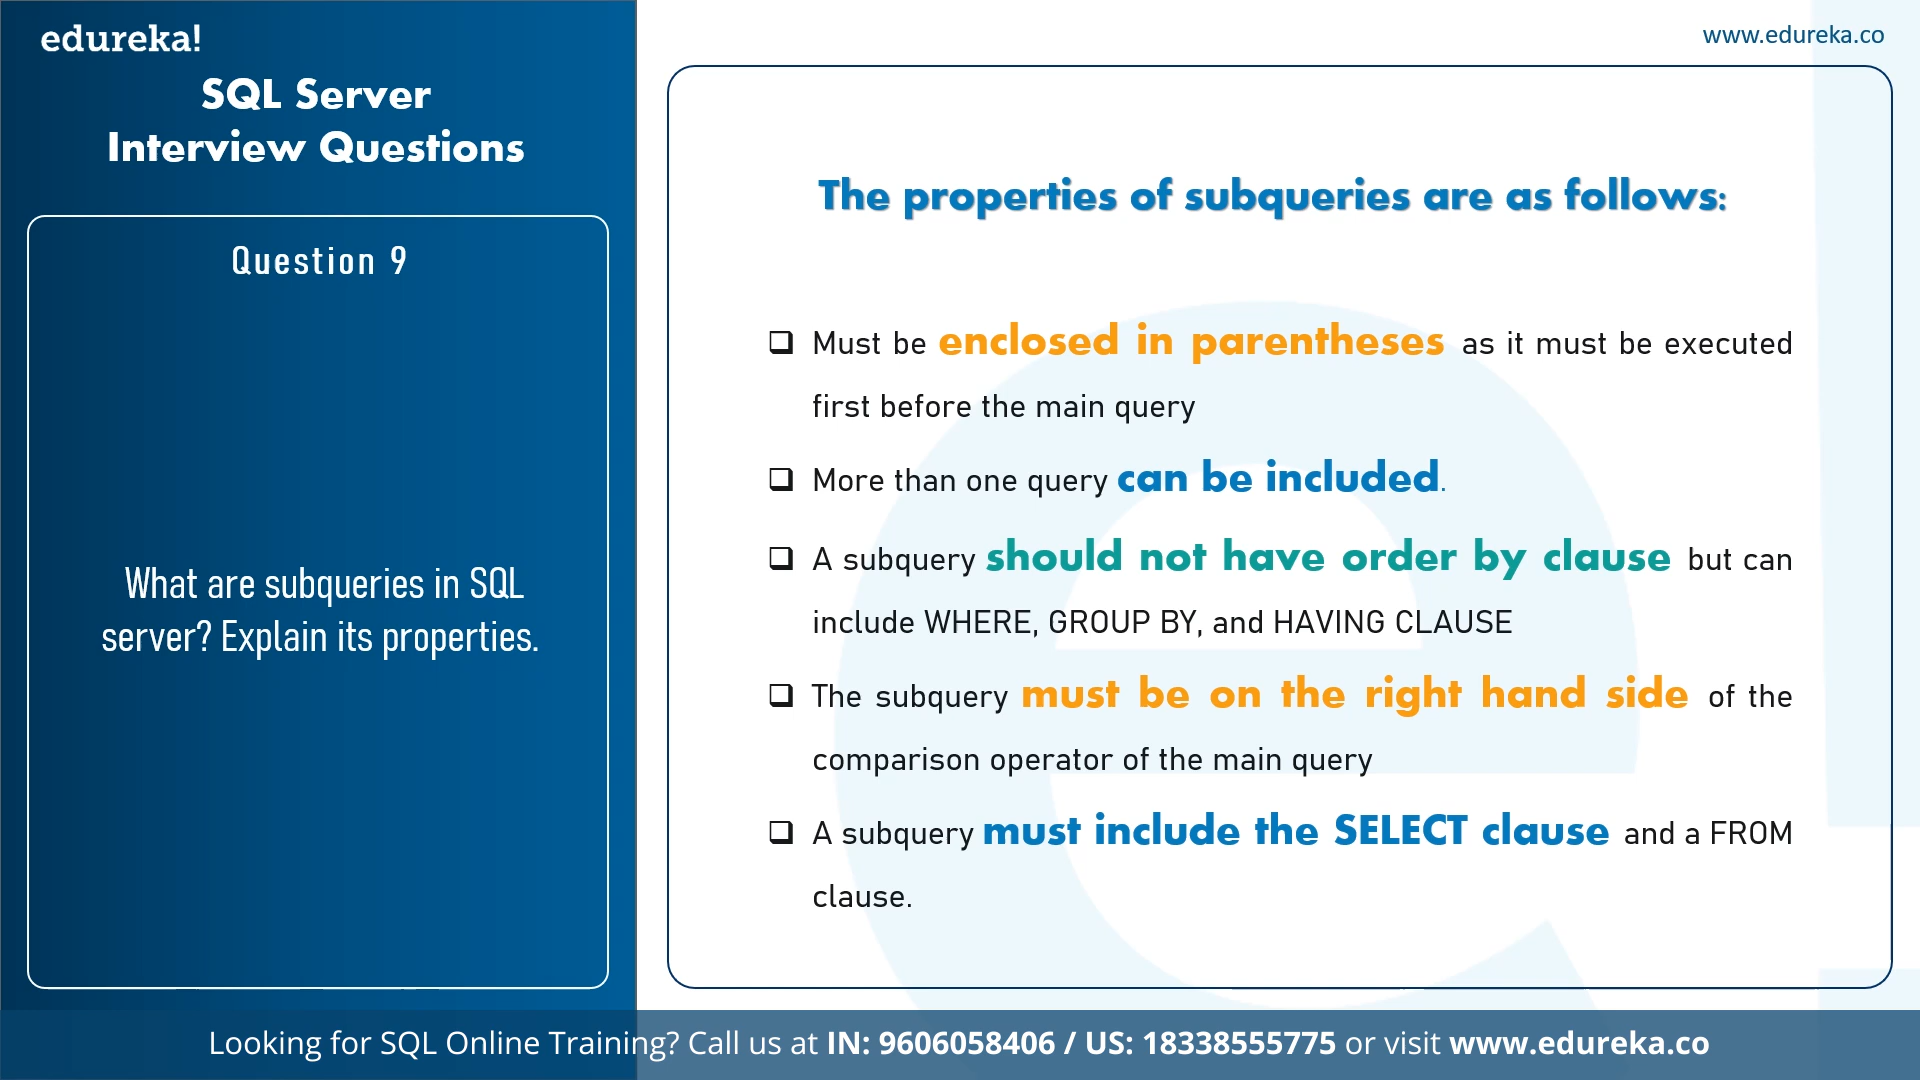 edureka!
SQL Server
Interview Questions
Question 9
What are subqueries in SQL
server? Explain its properties.
www.edureka.co
The properties of subqueries are as follows:
❑ Must be enclosed in parentheses as it must be executed
first before the main query
❑ More than one query can be included.
❑ A subquery should not have order by clause but can
include WHERE, GROUP BY, and HAVING CLAUSE
❑ The subquery must be on the right hand side of the
comparison operator of the main query
❑ A subquery must include the SELECT clause and a FROM
clause.
Looking for SQL Online Training? Call us at IN: 9606058406 / US: 18338555775 or visit www.edureka.co